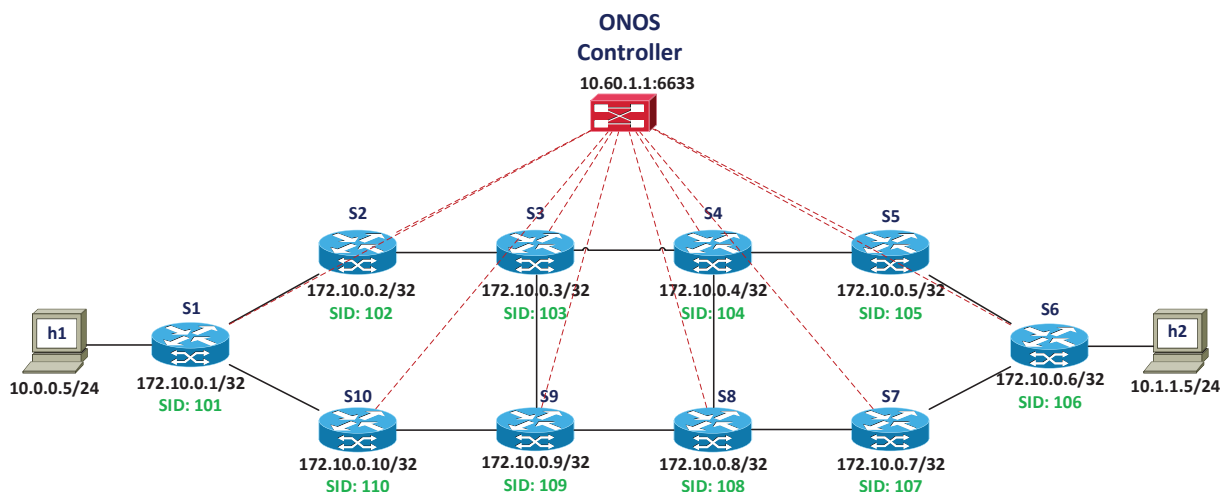 ONOS
Controller
10.60.1.1:6633
S2
S3
S4
S5
172.10.0.2/32
172.10.0.3/32
172.10.0.4/32
172.10.0.5/32
SID: 102
SID: 103
SID: 104
SID: 105
S1
S6
h1
h2
10.0.0.5/24
172.10.0.1/32
172.10.0.6/32
10.1.1.5/24
SID: 101
SID: 106
S10
S9
S8
S7
172.10.0.10/32
172.10.0.9/32
172.10.0.8/32
172.10.0.7/32
SID: 110
SID: 109
SID: 108
SID: 107